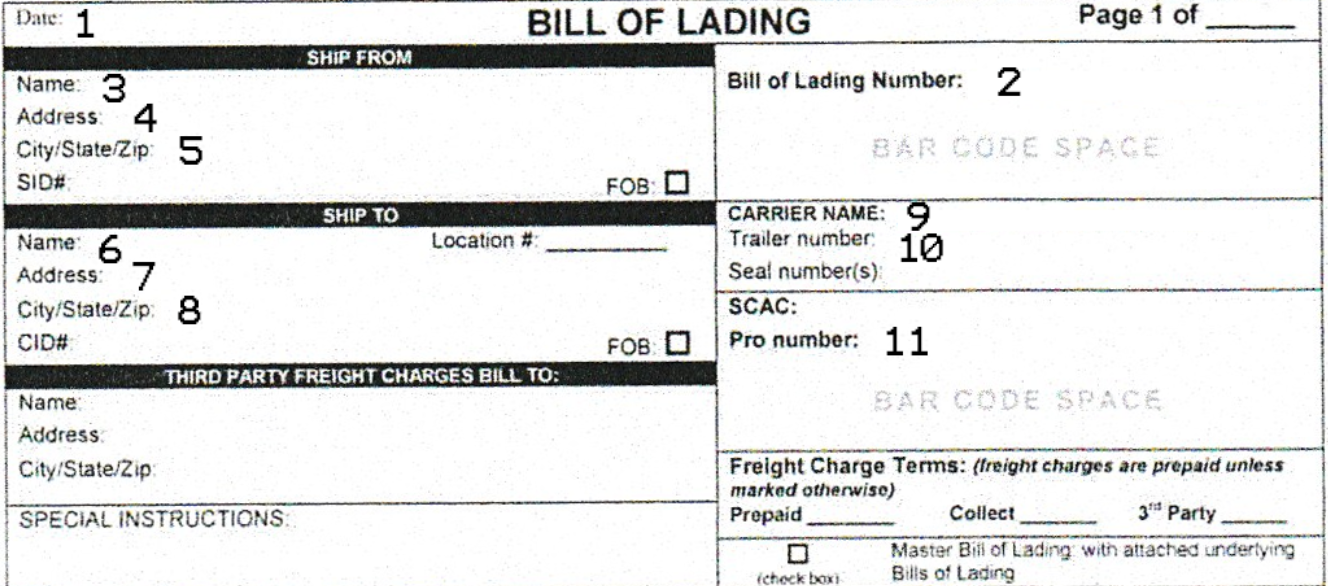 Date: 1 BILL OF LADING Page 1 of ______
SHIP FROM
Name: 3
Address: 4
City/State/Zip: 5
SID#: FOB: ☐
Bill of Lading Number: 2
BAR CODE SPACE
SHIP TO
Name: 6 Location #: ________
Address: 7
City/State/Zip: 8
CID#: FOB: ☐
CARRIER NAME: 9
Trailer number: 10
Seal number(s):
SCAC:
Pro number: 11
BAR CODE SPACE
THIRD PARTY FREIGHT CHARGES BILL TO:
Name:
Address:
City/State/Zip:
SPECIAL INSTRUCTIONS:
Freight Charge Terms: (freight charges are prepaid unless
marked otherwise)
Prepaid ______ Collect ______ 3rd Party ______
☐ Master Bill of Lading: with attached underlying
(check box) Bills of Lading